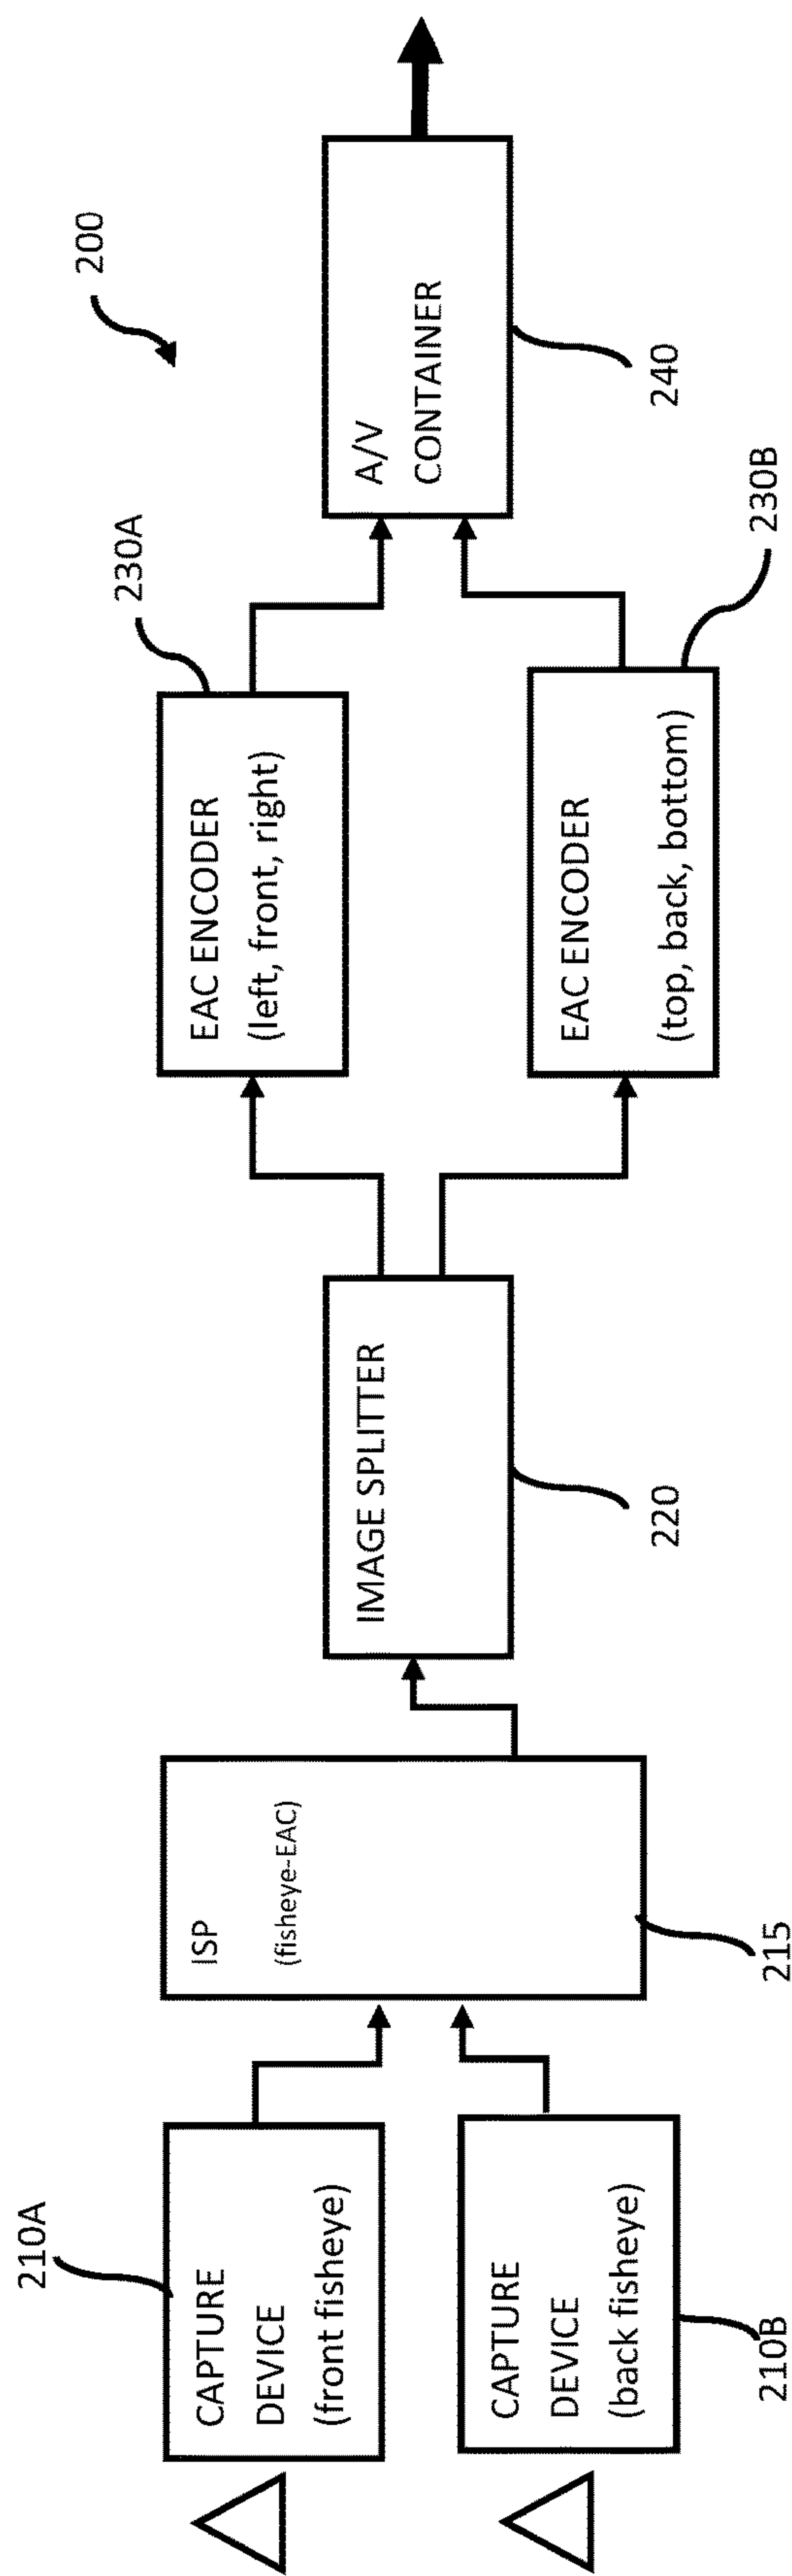 200
210A
CAPTURE
DEVICE
(front fisheye)
CAPTURE
DEVICE
(back fisheye)
210B
ISP
(fisheye-EAC)
215
IMAGE SPLITTER
220
230A
EAC ENCODER
(left, front, right)
EAC ENCODER
(top, back, bottom)
230B
A/V
CONTAINER
240